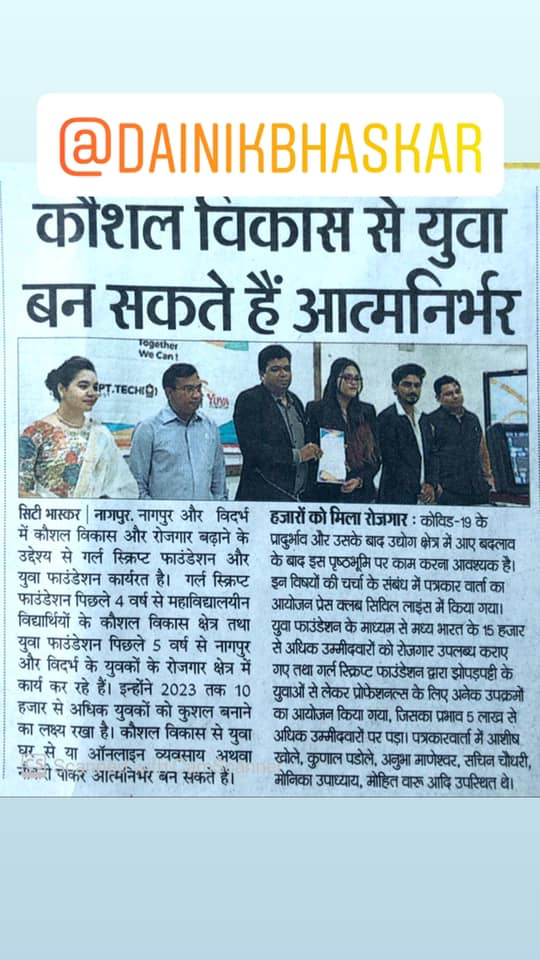 @DAINIKBHASKAR
कौशल विकास से युवा
बन सकते हैं आत्मनिर्भर
Together
We Can!
PT.TECH
Yuva
सिटी भास्कर | नागपुर. नागपुर और विदर्भ
में कौशल विकास और रोजगार बढ़ाने के
उद्देश्य से गर्ल स्क्रिप्ट फाउंडेशन और
युवा फाउंडेशन कार्यरत है। गर्ल स्क्रिप्ट
फाउंडेशन पिछले 4 वर्ष से महाविद्यालयीन
विद्यार्थियों के कौशल विकास क्षेत्र तथा
युवा फाउंडेशन पिछले 5 वर्ष से नागपुर
और विदर्भ के युवकों के रोजगार क्षेत्र में
कार्य कर रहे हैं। इन्होंने 2023 तक 10
हजार से अधिक युवकों को कुशल बनाने
का लक्ष्य रखा है। कौशल विकास से युवा
घर से या ऑनलाइन व्यवसाय अथवा
पाकर आत्मनिर्भर बन सकते हैं।
हजारों को मिला रोजगार : कोविड-19 के
प्रादुर्भाव और उसके बाद उद्योग क्षेत्र में आए बदलाव
के बाद इस पृष्ठभूमि पर काम करना आवश्यक है।
इन विषयों की चर्चा के संबंध में पत्रकार वार्ता का
आयोजन प्रेस क्लब सिविल लाइंस में किया गया।
युवा फाउंडेशन के माध्यम से मध्य भारत के 15 हजार
से अधिक उम्मीदवारों को रोजगार उपलब्ध कराए
गए तथा गर्ल स्क्रिप्ट फाउंडेशन द्वारा झोपड़पट्टी के
युवाओं से लेकर प्रोफेशनल्स के लिए अनेक उपक्रमों
का आयोजन किया गया, जिसका प्रभाव 5 लाख से
अधिक उम्मीदवारों पर पड़ा। पत्रकारवार्ता में आशीष
खोले, कुणाल पडोले, अनुभा माणेश्वर, सचिन चौधरी,
मोनिका उपाध्याय, मोहित वारू आदि उपस्थित थे।
CS Scanned with CamScanner